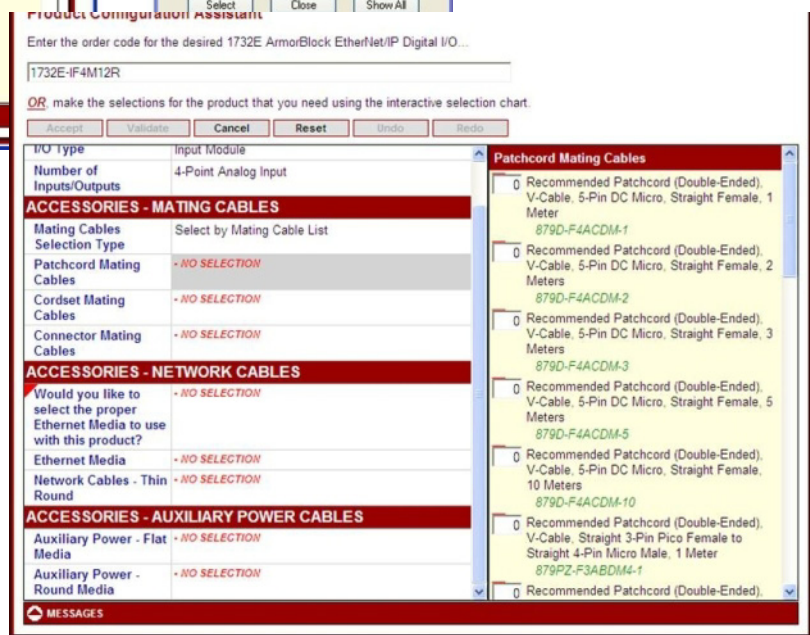 Select Close Show All
Product Configuration Assistant
Enter the order code for the desired 1732E ArmorBlock EtherNet/IP Digital I/O...
1732E-IF4M12R
OR, make the selections for the product that you need using the interactive selection chart.
Accept Validate Cancel Reset Undo Redo
I/O Type Input Module
Number of Inputs/Outputs 4-Point Analog Input
ACCESSORIES - MATING CABLES
Mating Cables Selection Type Select by Mating Cable List
Patchcord Mating Cables - NO SELECTION
Cordset Mating Cables - NO SELECTION
Connector Mating Cables - NO SELECTION
ACCESSORIES - NETWORK CABLES
Would you like to select the proper Ethernet Media to use with this product? - NO SELECTION
Ethernet Media - NO SELECTION
Network Cables - Thin Round - NO SELECTION
ACCESSORIES - AUXILIARY POWER CABLES
Auxiliary Power - Flat Media - NO SELECTION
Auxiliary Power - Round Media - NO SELECTION
Patchcord Mating Cables
0 Recommended Patchcord (Double-Ended),
V-Cable, 5-Pin DC Micro, Straight Female, 1
Meter
879D-F4ACDM-1
0 Recommended Patchcord (Double-Ended),
V-Cable, 5-Pin DC Micro, Straight Female, 2
Meters
879D-F4ACDM-2
0 Recommended Patchcord (Double-Ended),
V-Cable, 5-Pin DC Micro, Straight Female, 3
Meters
879D-F4ACDM-3
0 Recommended Patchcord (Double-Ended),
V-Cable, 5-Pin DC Micro, Straight Female, 5
Meters
879D-F4ACDM-5
0 Recommended Patchcord (Double-Ended),
V-Cable, 5-Pin DC Micro, Straight Female,
10 Meters
879D-F4ACDM-10
0 Recommended Patchcord (Double-Ended),
V-Cable, Straight 3-Pin Pico Female to
Straight 4-Pin Micro Male, 1 Meter
879PZ-F3ABDM4-1
0 Recommended Patchcord (Double-Ended),
MESSAGES